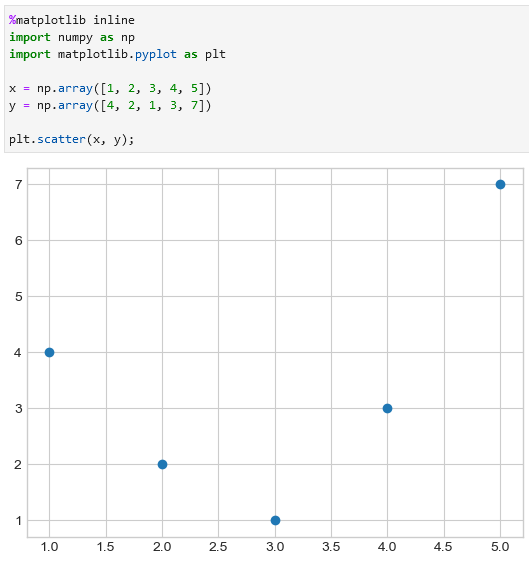 %matplotlib inline
import numpy as np
import matplotlib.pyplot as plt
x = np.array([1, 2, 3, 4, 5])
y = np.array([4, 2, 1, 3, 7])
plt.scatter(x, y);
7
6
5
4
3
2
1
1.0 1.5 2.0 2.5 3.0 3.5 4.0 4.5 5.0